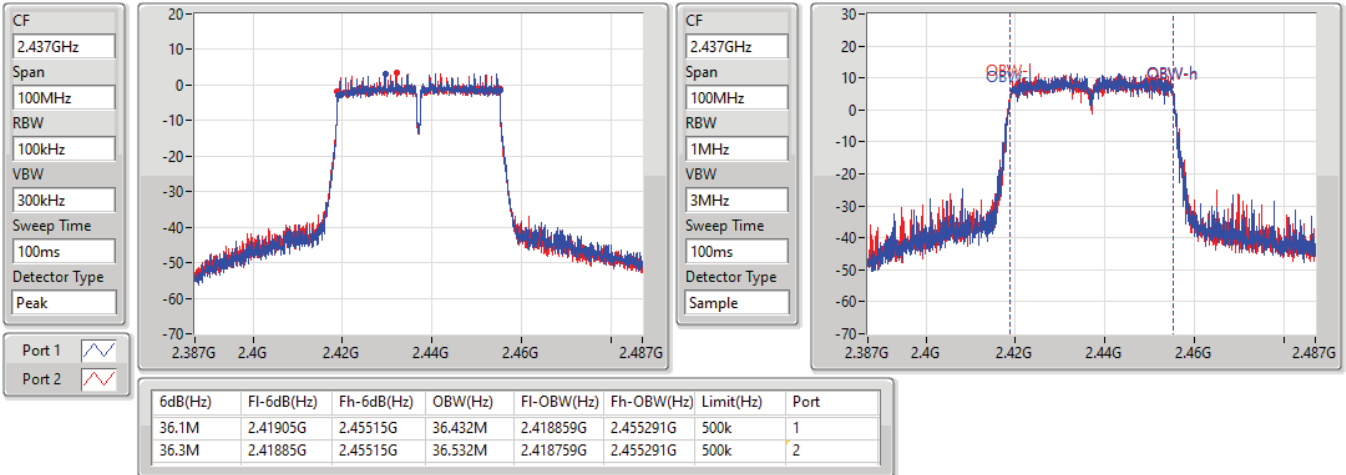 CF
2.437GHz
Span
100MHz
RBW
100kHz
VBW
300kHz
Sweep Time
100ms
Detector Type
Peak
Port 1
Port 2
20
10
0
-10
-20
-30
-40
-50
-60
-70
2.387G 2.4G 2.42G 2.44G 2.46G 2.487G
CF
2.437GHz
Span
100MHz
RBW
1MHz
VBW
3MHz
Sweep Time
100ms
Detector Type
Sample
30
20
10
0
-10
-20
-30
-40
-50
-60
-70
OBW-l OBW-h
OBW-l
2.387G 2.4G 2.42G 2.44G 2.46G 2.487G
6dB(Hz) Fl-6dB(Hz) Fh-6dB(Hz) OBW(Hz) Fl-OBW(Hz) Fh-OBW(Hz) Limit(Hz) Port
36.1M 2.41905G 2.45515G 36.432M 2.418859G 2.455291G 500k 1
36.3M 2.41885G 2.45515G 36.532M 2.418759G 2.455291G 500k 2